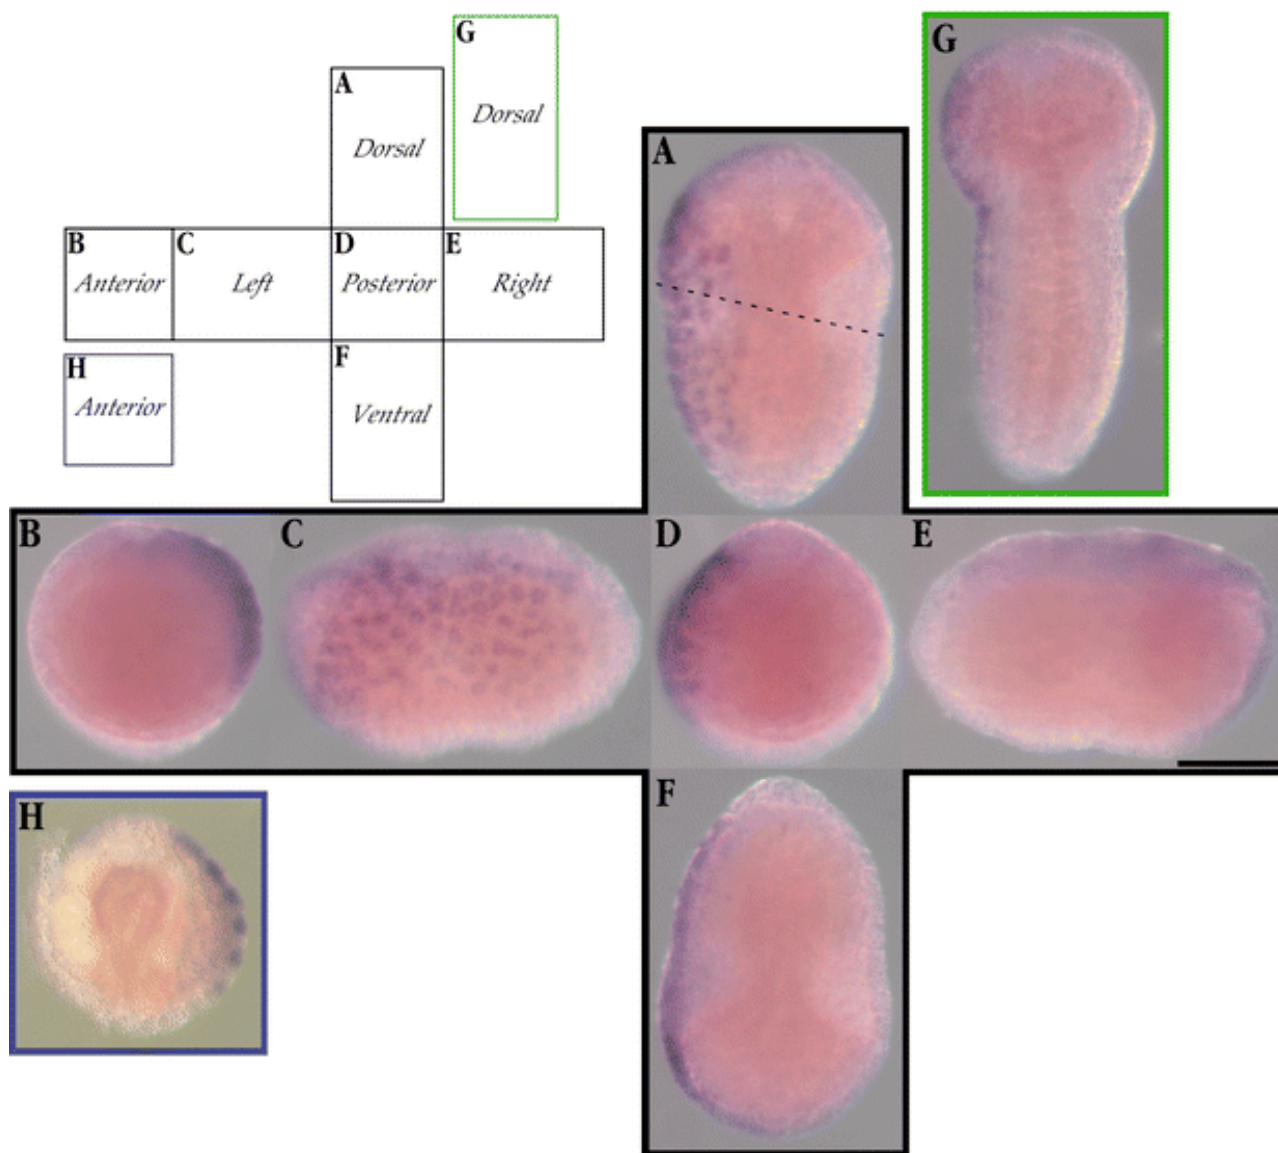 G
Dorsal
A
Dorsal
B
Anterior
C
Left
D
Posterior
E
Right
H
Anterior
F
Ventral
A
G
B
C
D
E
H
F